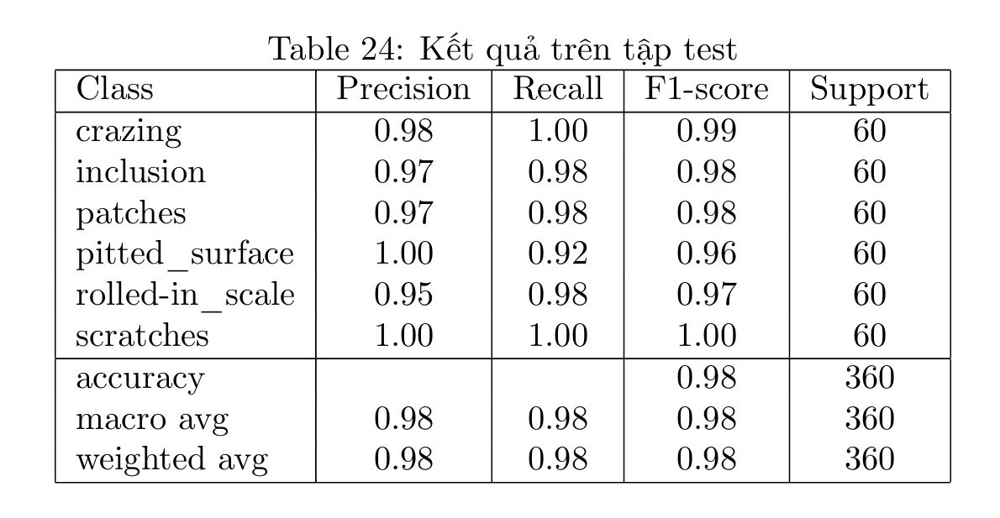 Table 24: Kết quả trên tập test
Class Precision Recall F1-score Support
crazing 0.98 1.00 0.99 60
inclusion 0.97 0.98 0.98 60
patches 0.97 0.98 0.98 60
pitted_surface 1.00 0.92 0.96 60
rolled-in_scale 0.95 0.98 0.97 60
scratches 1.00 1.00 1.00 60
accuracy 0.98 360
macro avg 0.98 0.98 0.98 360
weighted avg 0.98 0.98 0.98 360